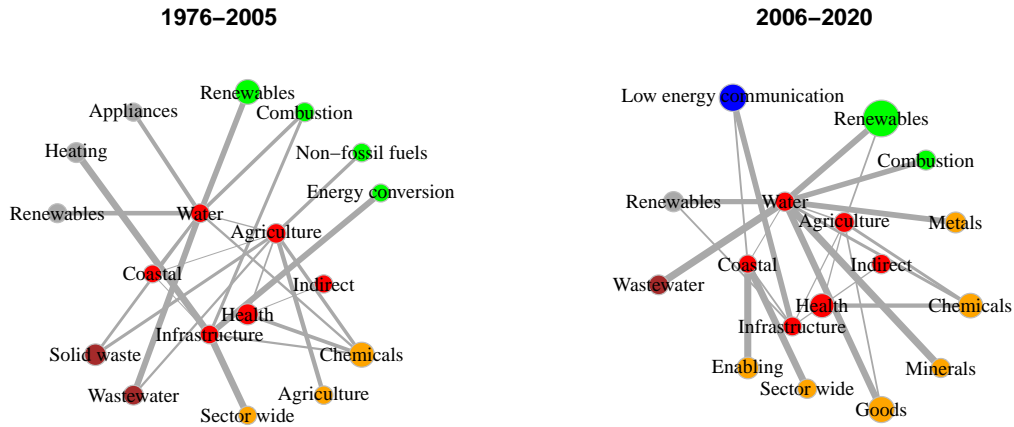 1976−2005
Renewables
Appliances
Combustion
Heating
Non−fossil fuels
Energy conversion
Renewables
Water
Agriculture
Coastal
Indirect
Health
Infrastructure
Solid waste
Chemicals
Wastewater
Agriculture
Sector wide
2006−2020
Low energy communication
Renewables
Combustion
Renewables
Water
Agriculture
Metals
Coastal
Indirect
Wastewater
Health
Chemicals
Infrastructure
Enabling
Minerals
Sector wide
Goods